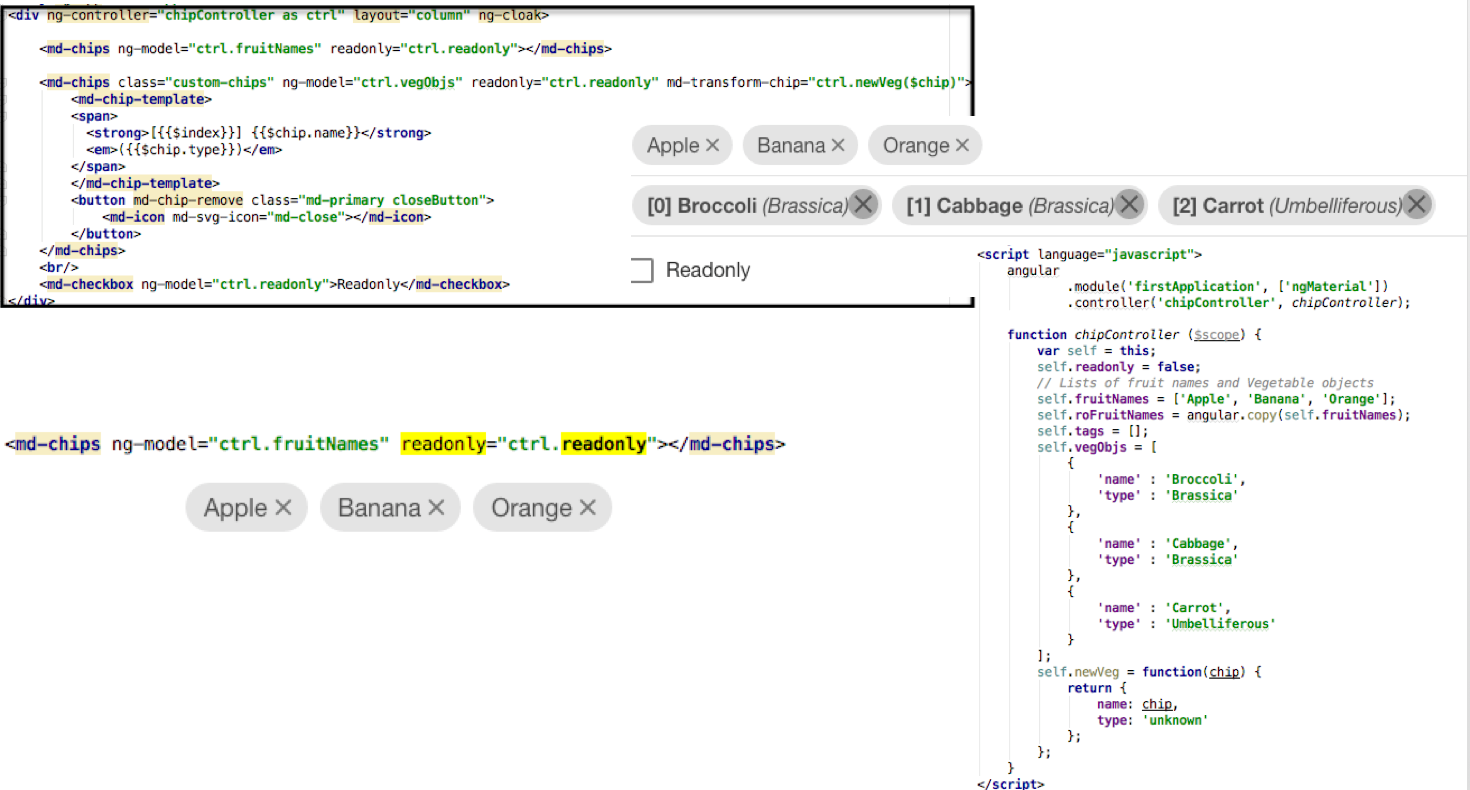 <div ng-controller="chipController as ctrl" layout="column" ng-cloak>
<md-chips ng-model="ctrl.fruitNames" readonly="ctrl.readonly"></md-chips>
<md-chips class="custom-chips" ng-model="ctrl.vegObjs" readonly="ctrl.readonly" md-transform-chip="ctrl.newVeg($chip)">
<md-chip-template>
<span>
<strong>[{{$index}}] {{$chip.name}}</strong>
<em>({{$chip.type}})</em>
</span>
</md-chip-template>
<button md-chip-remove class="md-primary closeButton">
<md-icon md-svg-icon="md-close"></md-icon>
</button>
</md-chips>
<br/>
<md-checkbox ng-model="ctrl.readonly">Readonly</md-checkbox>
</div>
Apple ✕ Banana ✕ Orange ✕
[0] Broccoli (Brassica) ✕ [1] Cabbage (Brassica) ✕ [2] Carrot (Umbelliferous) ✕
Readonly
<md-chips ng-model="ctrl.fruitNames" readonly="ctrl.readonly"></md-chips>
Apple ✕ Banana ✕ Orange ✕
<script language="javascript">
angular
.module('firstApplication', ['ngMaterial'])
.controller('chipController', chipController);
function chipController ($scope) {
var self = this;
self.readonly = false;
// Lists of fruit names and Vegetable objects
self.fruitNames = ['Apple', 'Banana', 'Orange'];
self.roFruitNames = angular.copy(self.fruitNames);
self.tags = [];
self.vegObjs = [
{
'name' : 'Broccoli',
'type' : 'Brassica'
},
{
'name' : 'Cabbage',
'type' : 'Brassica'
},
{
'name' : 'Carrot',
'type' : 'Umbelliferous'
}
];
self.newVeg = function(chip) {
return {
name: chip,
type: 'unknown'
};
};
}
</script>